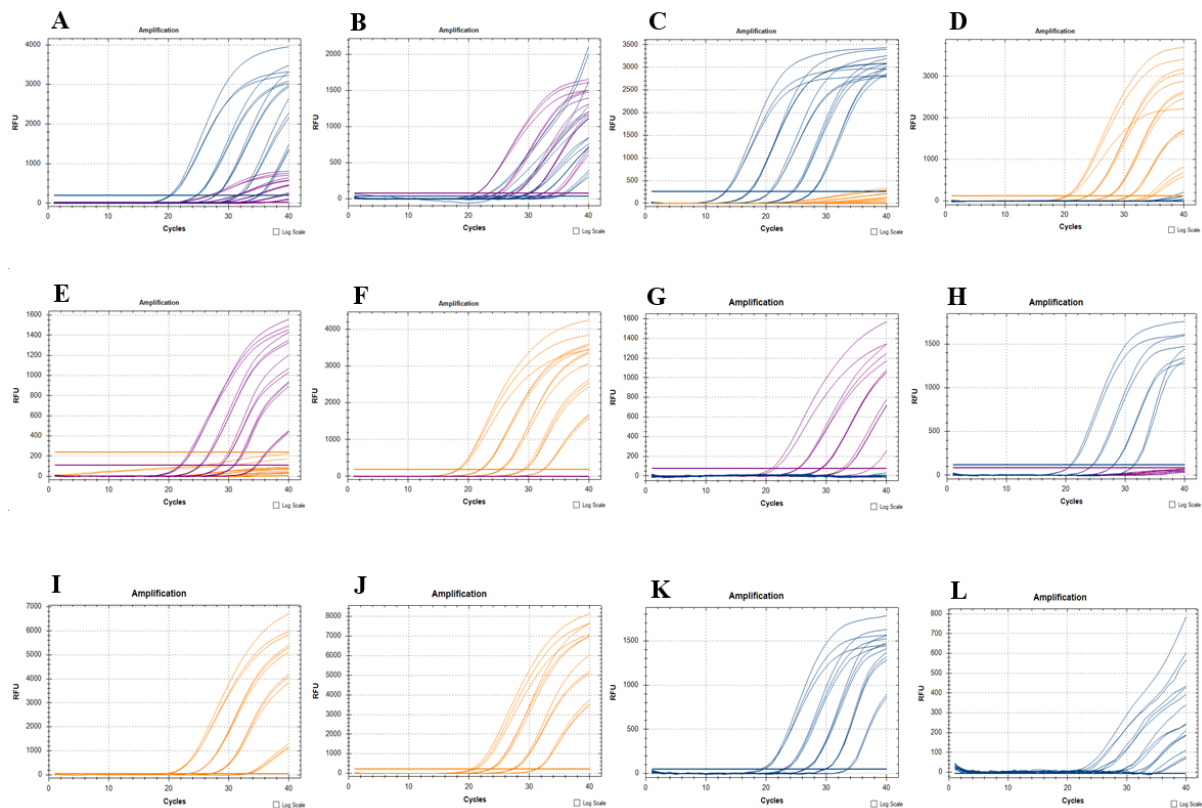 A
Amplification
RFU
4000
3000
2000
1000
0
0 10 20 30 40
Cycles
Log Scale
B
Amplification
RFU
2000
1500
1000
500
0
0 10 20 30 40
Cycles
Log Scale
C
Amplification
RFU
3500
3000
2500
2000
1500
1000
500
0
0 10 20 30 40
Cycles
Log Scale
D
Amplification
RFU
3000
2000
1000
0
0 10 20 30 40
Cycles
Log Scale
E
Amplification
RFU
1600
1400
1200
1000
800
600
400
200
0
0 10 20 30 40
Cycles
Log Scale
F
Amplification
RFU
4000
3000
2000
1000
0
0 10 20 30 40
Cycles
Log Scale
G
Amplification
RFU
1600
1400
1200
1000
800
600
400
200
0
0 10 20 30 40
Cycles
Log Scale
H
Amplification
RFU
1500
1000
500
0
0 10 20 30 40
Cycles
Log Scale
I
Amplification
RFU
7000
6000
5000
4000
3000
2000
1000
0
0 10 20 30 40
Cycles
Log Scale
J
Amplification
RFU
8000
7000
6000
5000
4000
3000
2000
1000
0
0 10 20 30 40
Cycles
Log Scale
K
Amplification
RFU
1500
1000
500
0
0 10 20 30 40
Cycles
Log Scale
L
Amplification
RFU
800
700
600
500
400
300
200
100
0
0 10 20 30 40
Cycles
Log Scale